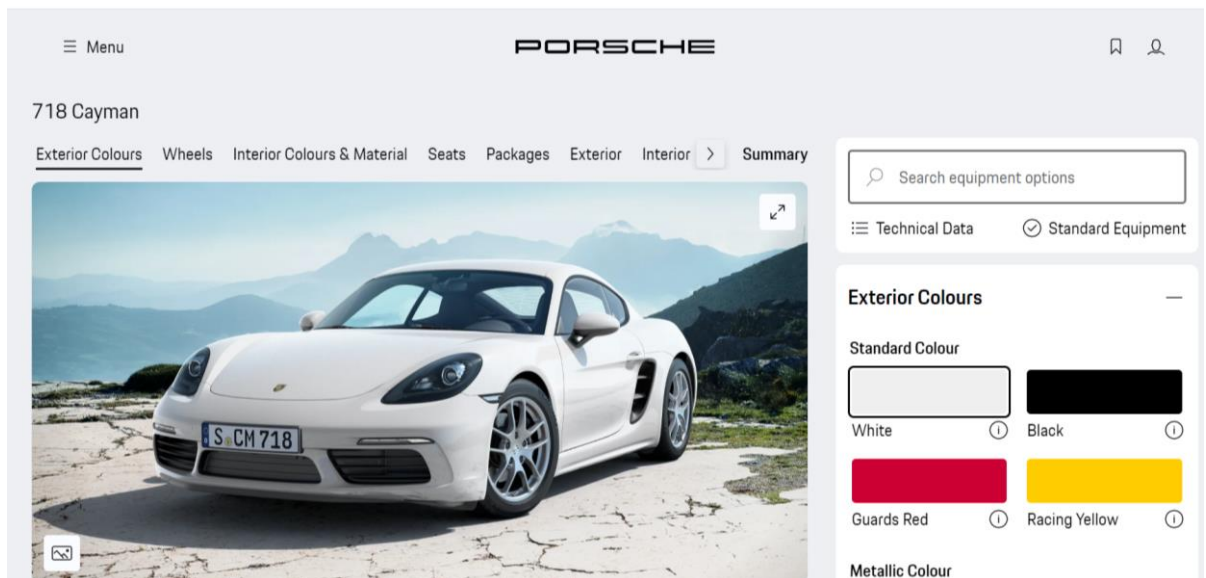 Menu
PORSCHE
718 Cayman
Exterior Colours Wheels Interior Colours & Material Seats Packages Exterior Interior Summary
Search equipment options
Technical Data Standard Equipment
Exterior Colours
Standard Colour
S CM 718
White Black
Guards Red Racing Yellow
Metallic Colour